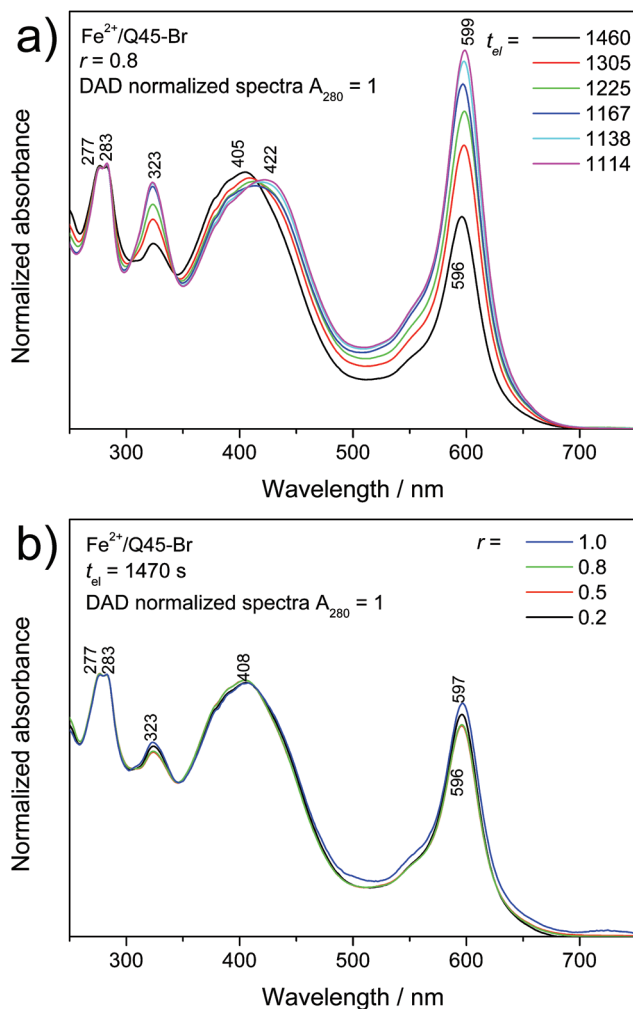 a)
Fe²⁺/Q45-Br
r = 0.8
DAD normalized spectra A₂₈₀ = 1
t_el =
1460
1305
1225
1167
1138
1114
277
283
323
405
422
599
596
Normalized absorbance
300
400
500
600
700
Wavelength / nm
b)
Fe²⁺/Q45-Br
t_el = 1470 s
DAD normalized spectra A₂₈₀ = 1
r =
1.0
0.8
0.5
0.2
277
283
323
408
597
596
Normalized absorbance
300
400
500
600
700
Wavelength / nm